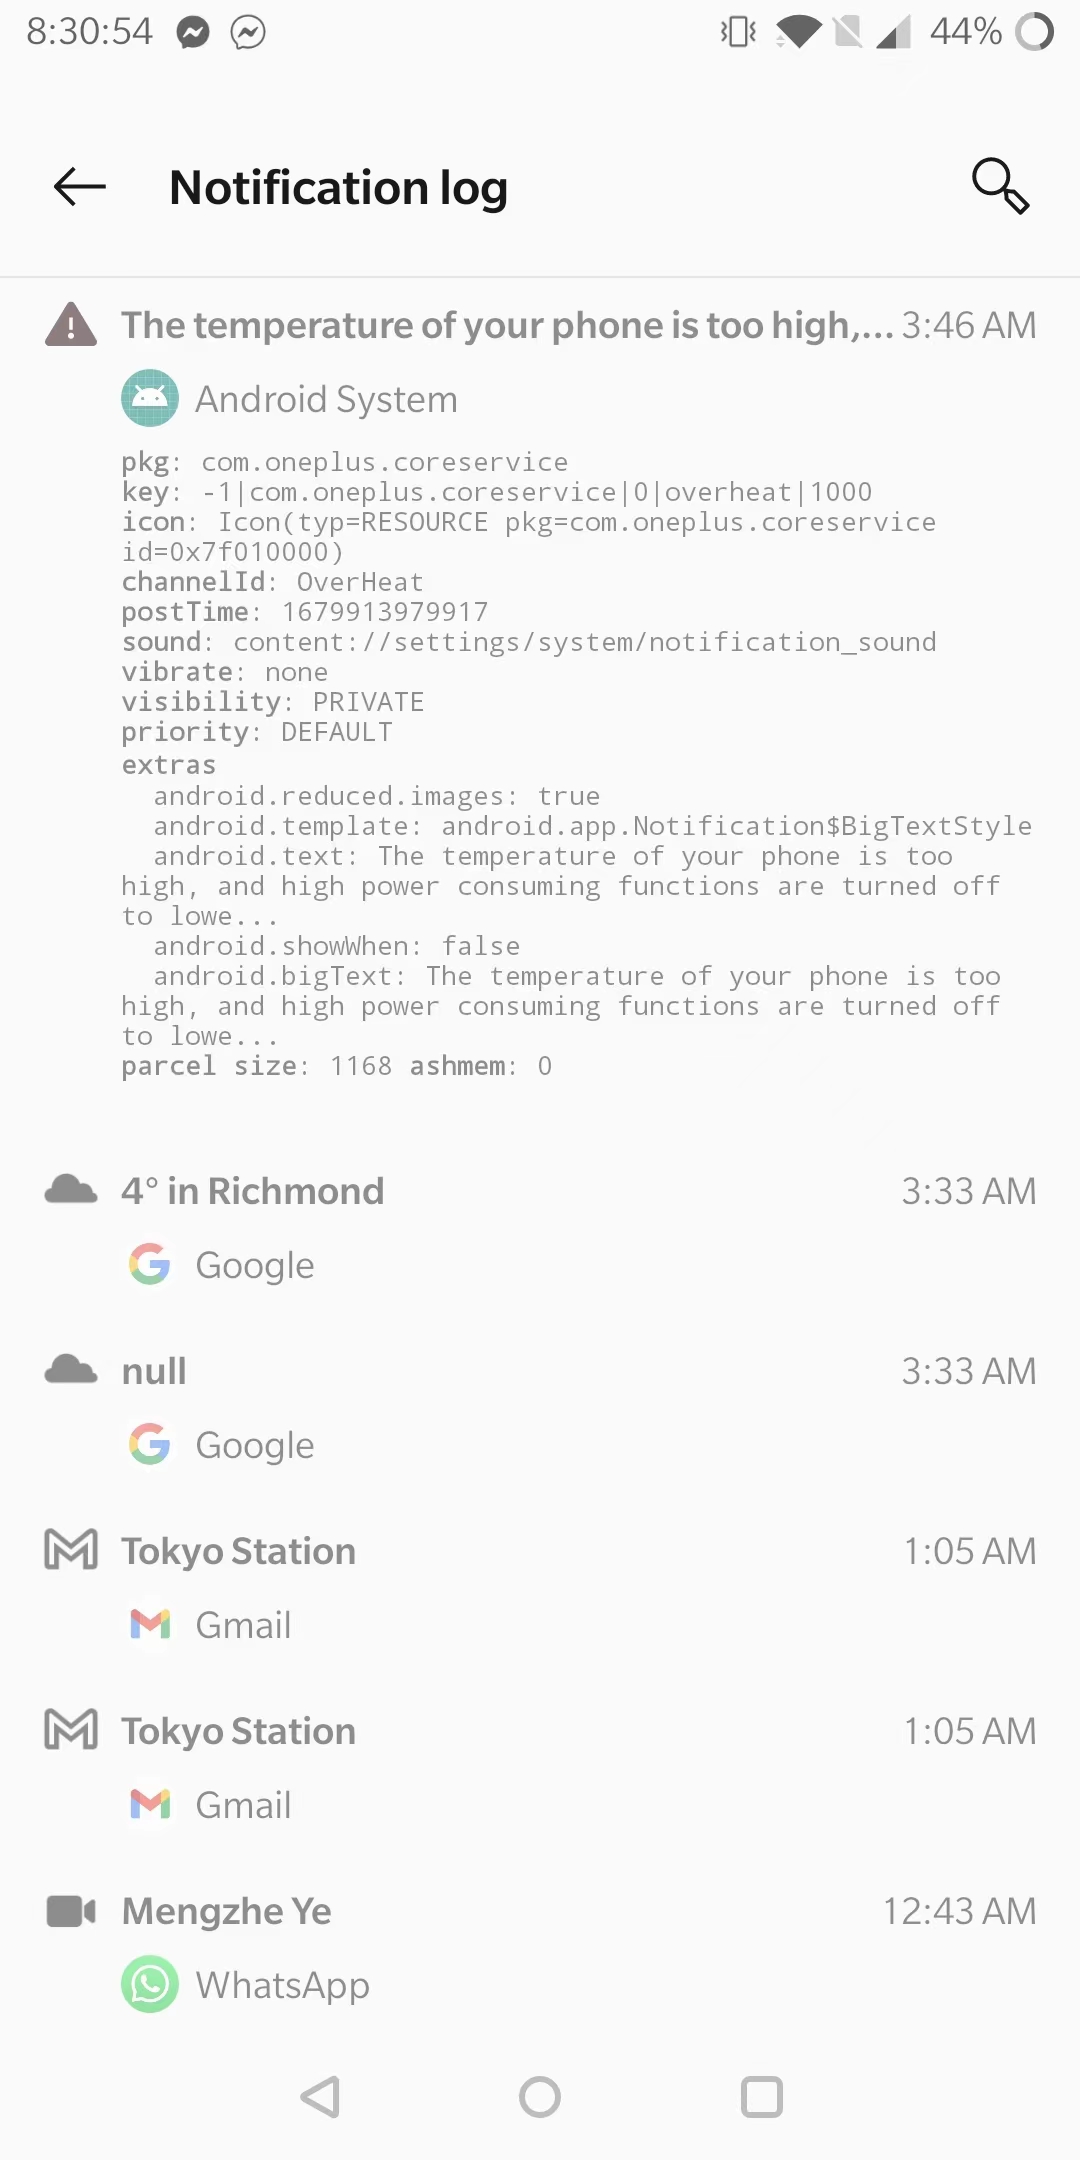 8:30:54 44%
Notification log
The temperature of your phone is too high,... 3:46 AM
Android System
pkg: com.oneplus.coreservice
key: -1|com.oneplus.coreservice|0|overheat|1000
icon: Icon(typ=RESOURCE pkg=com.oneplus.coreservice
id=0x7f010000)
channelId: OverHeat
postTime: 1679913979917
sound: content://settings/system/notification_sound
vibrate: none
visibility: PRIVATE
priority: DEFAULT
extras
android.reduced.images: true
android.template: android.app.Notification$BigTextStyle
android.text: The temperature of your phone is too
high, and high power consuming functions are turned off
to lowe...
android.showWhen: false
android.bigText: The temperature of your phone is too
high, and high power consuming functions are turned off
to lowe...
parcel size: 1168 ashmem: 0
4° in Richmond 3:33 AM
Google
null 3:33 AM
Google
Tokyo Station 1:05 AM
Gmail
Tokyo Station 1:05 AM
Gmail
Mengzhe Ye 12:43 AM
WhatsApp